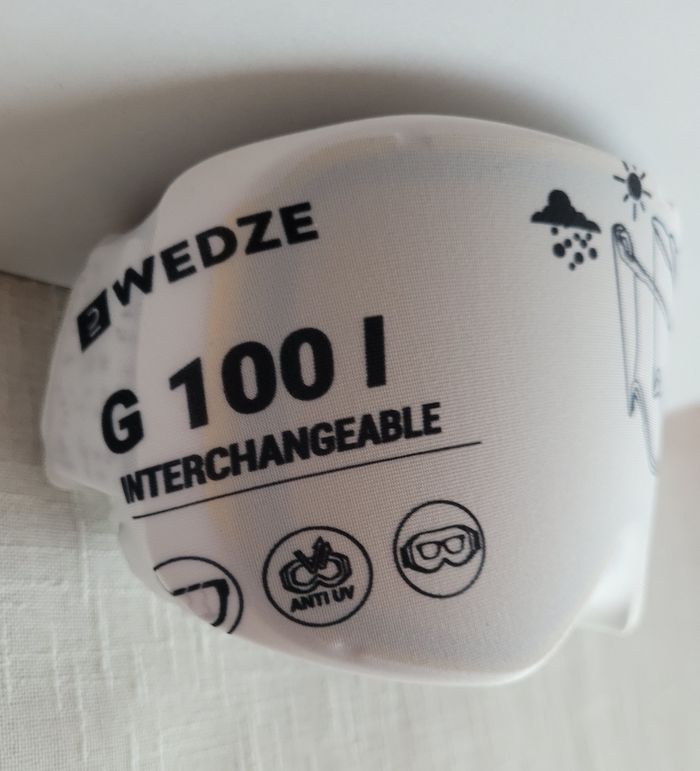 WEDZE
G 100 I
INTERCHANGEABLE
ANTI UV